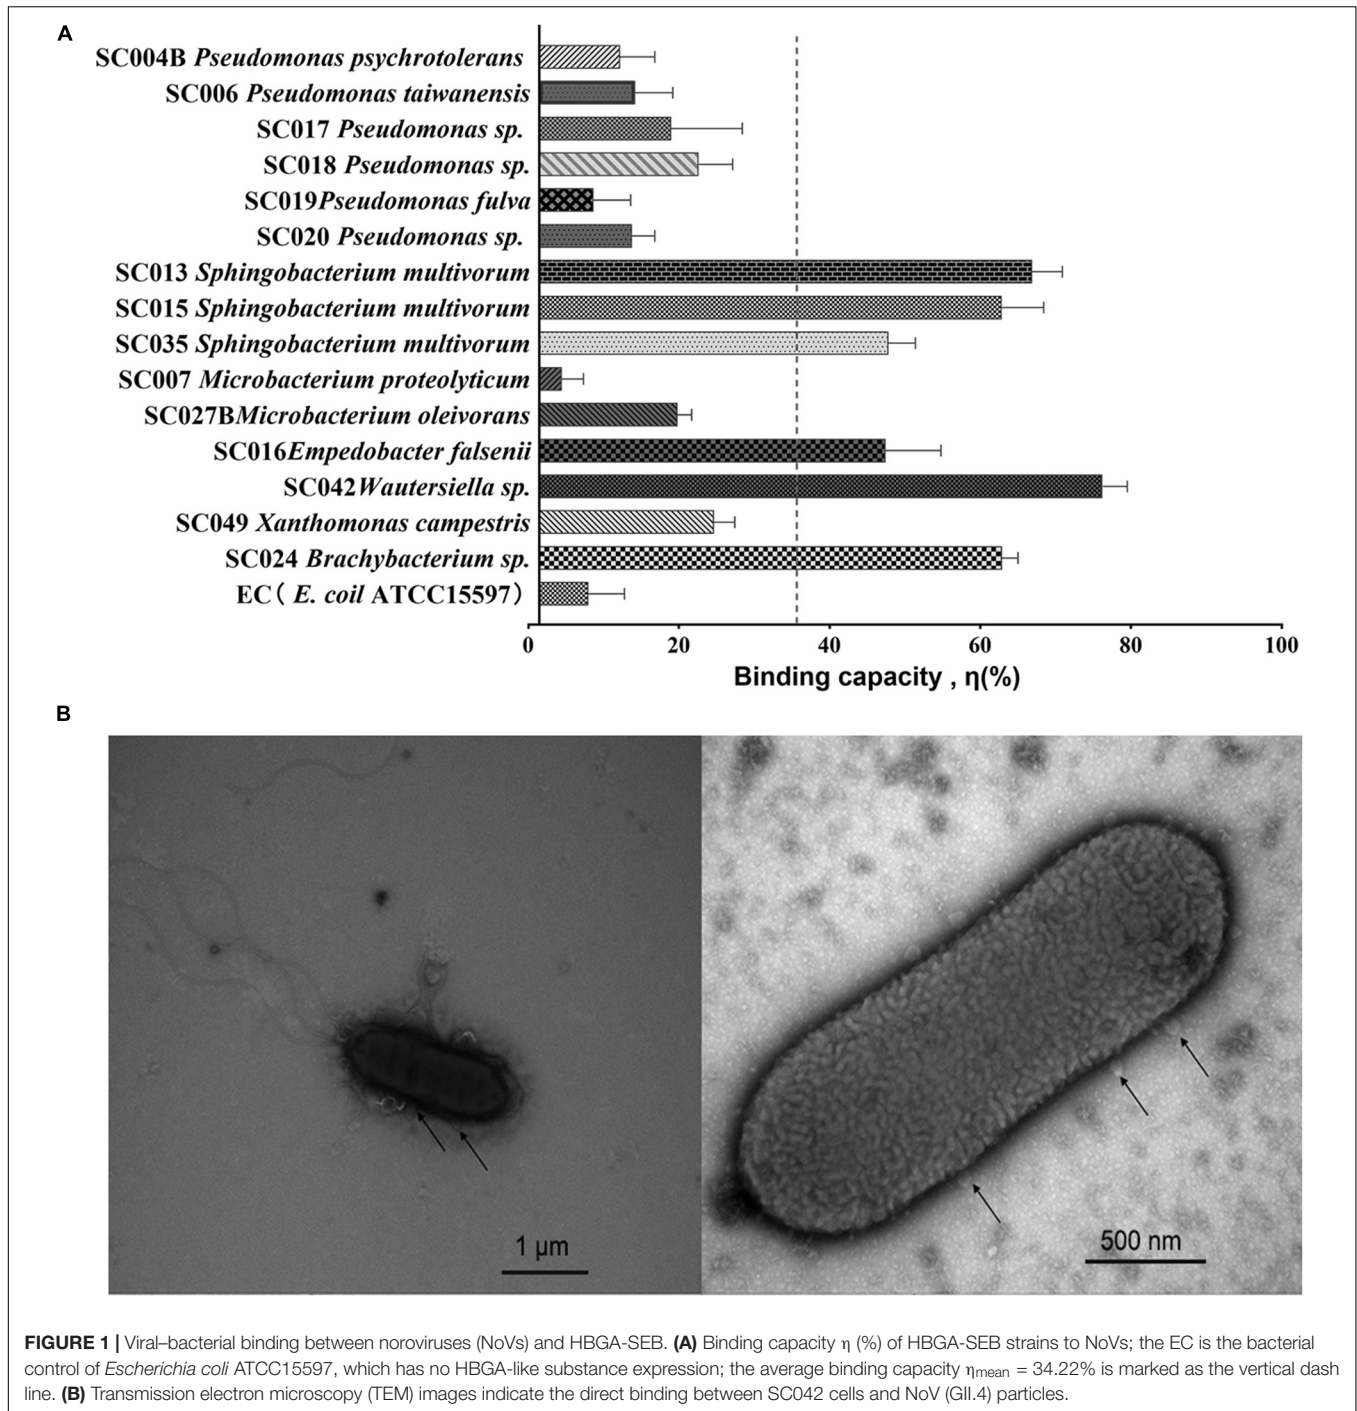 A
SC004B Pseudomonas psychrotolerans
SC006 Pseudomonas taiwanensis
SC017 Pseudomonas sp.
SC018 Pseudomonas sp.
SC019Pseudomonas fulva
SC020 Pseudomonas sp.
SC013 Sphingobacterium multivorum
SC015 Sphingobacterium multivorum
SC035 Sphingobacterium multivorum
SC007 Microbacterium proteolyticum
SC027BMicrobacterium oleivorans
SC016Empedobacter falsenii
SC042Wautersiella sp.
SC049 Xanthomonas campestris
SC024 Brachybacterium sp.
EC( E. coil ATCC15597)
0 20 40 60 80 100
Binding capacity , η(%)
B
1 μm
500 nm
FIGURE 1 | Viral–bacterial binding between noroviruses (NoVs) and HBGA-SEB. (A) Binding capacity η (%) of HBGA-SEB strains to NoVs; the EC is the bacterial
control of Escherichia coli ATCC15597, which has no HBGA-like substance expression; the average binding capacity ηmean = 34.22% is marked as the vertical dash
line. (B) Transmission electron microscopy (TEM) images indicate the direct binding between SC042 cells and NoV (GII.4) particles.